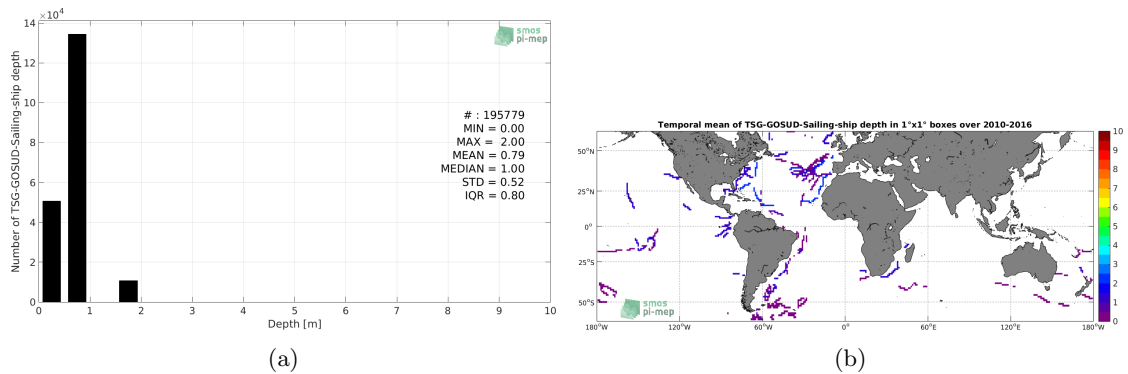 ×10⁴
14
12
10
8
6
4
2
0
Number of TSG-GOSUD-Sailing-ship depth
smos
pi-mep
# : 195779
MIN = 0.00
MAX = 2.00
MEAN = 0.79
MEDIAN = 1.00
STD = 0.52
IQR = 0.80
0 1 2 3 4 5 6 7 8 9 10
Depth [m]
(a)
Temporal mean of TSG-GOSUD-Sailing-ship depth in 1°x1° boxes over 2010-2016
50°N
25°N
0°
15°S
25°S
50°S
smos
pi-mep
180°W 120°W 60°W 0° 60°E 120°E 180°W
10
9
8
7
6
5
4
3
2
1
0
(b)